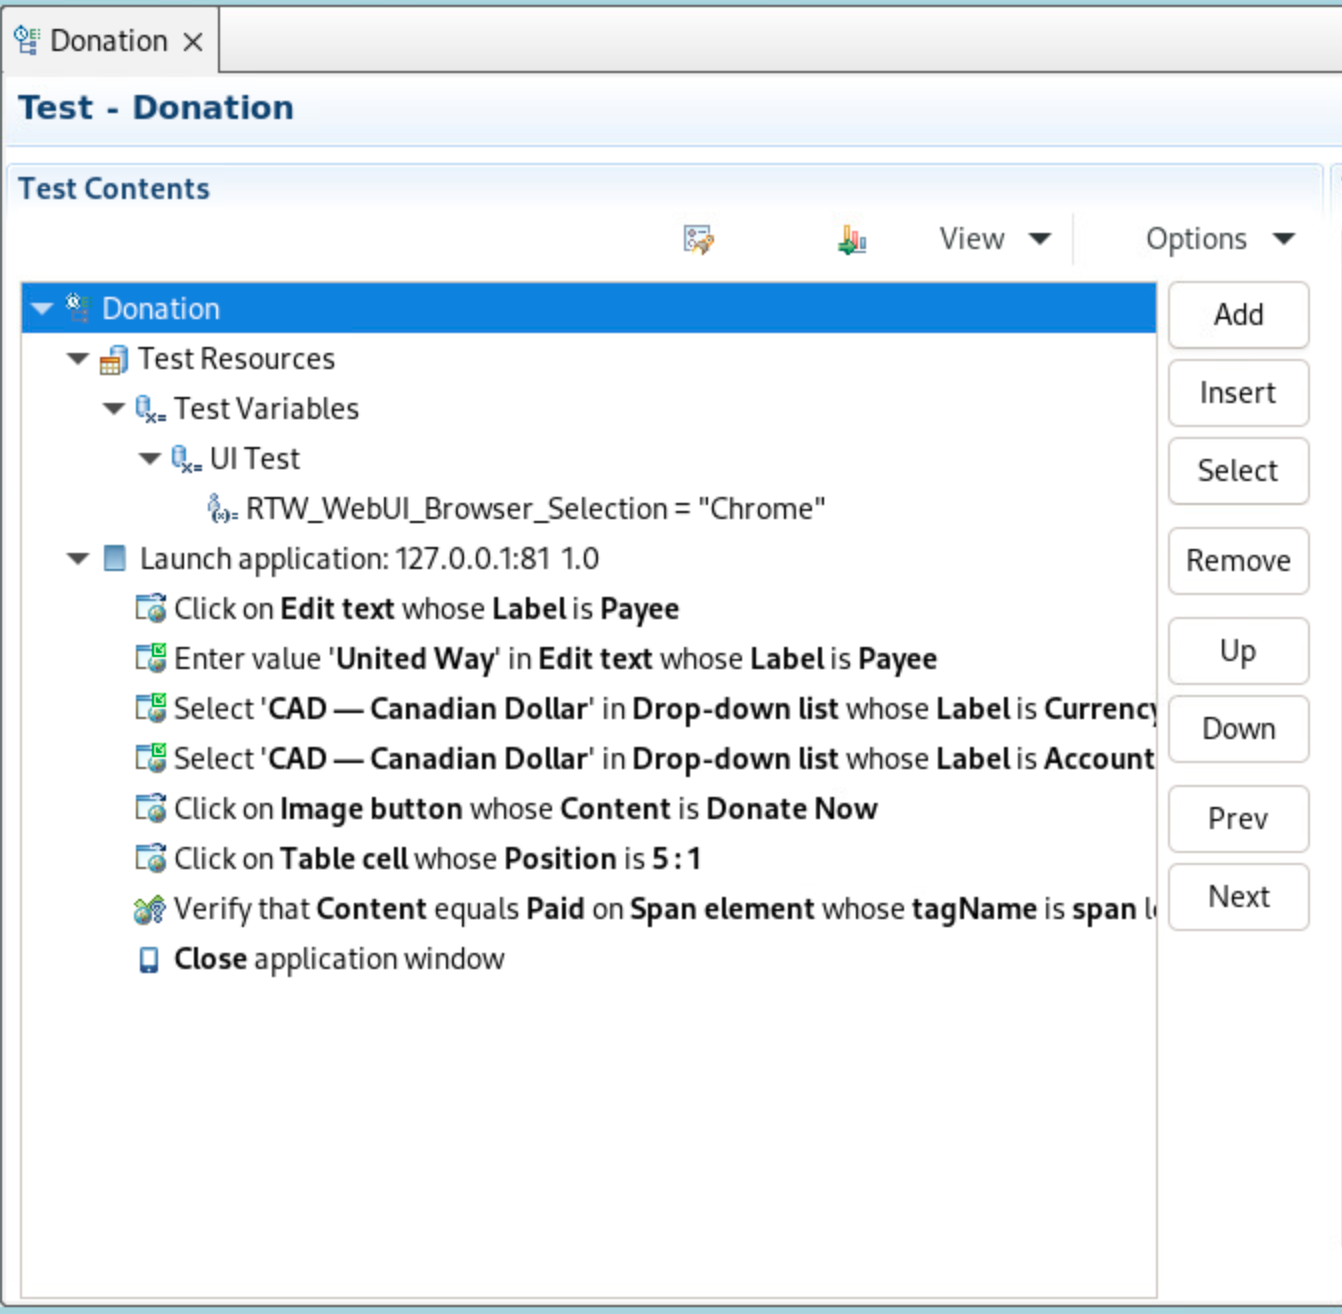 Donation
Test - Donation
Test Contents
View
Options
Donation
Test Resources
Test Variables
UI Test
RTW_WebUI_Browser_Selection = "Chrome"
Launch application: 127.0.0.1:81 1.0
Click on Edit text whose Label is Payee
Enter value 'United Way' in Edit text whose Label is Payee
Select 'CAD — Canadian Dollar' in Drop-down list whose Label is Currency
Select 'CAD — Canadian Dollar' in Drop-down list whose Label is Account
Click on Image button whose Content is Donate Now
Click on Table cell whose Position is 5 : 1
Verify that Content equals Paid on Span element whose tagName is span
Close application window
Add
Insert
Select
Remove
Up
Down
Prev
Next